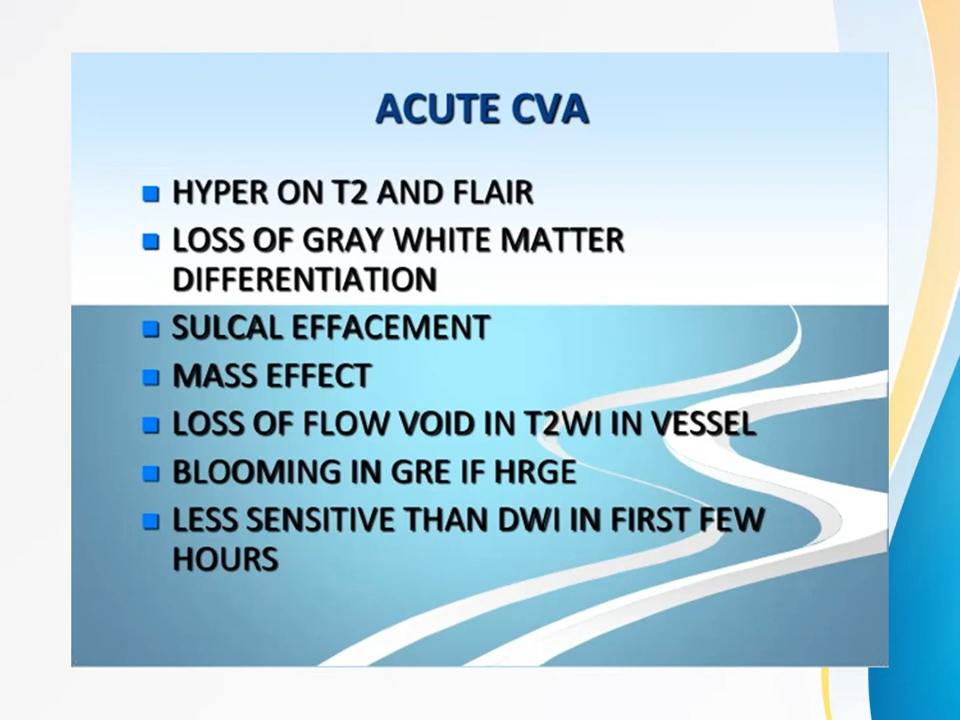 ACUTE CVA
HYPER ON T2 AND FLAIR
LOSS OF GRAY WHITE MATTER
DIFFERENTIATION
SULCAL EFFACEMENT
MASS EFFECT
LOSS OF FLOW VOID IN T2WI IN VESSEL
BLOOMING IN GRE IF HRGE
LESS SENSITIVE THAN DWI IN FIRST FEW
HOURS